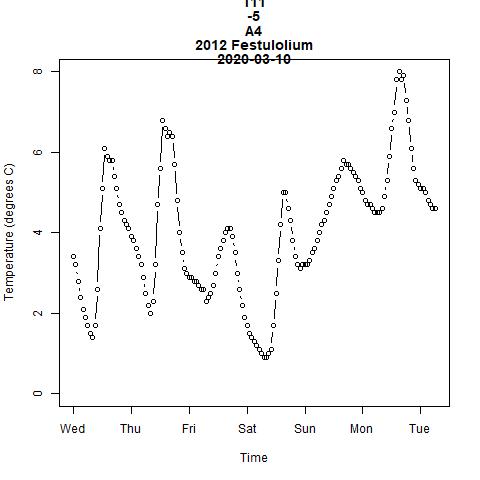 T11
-5
A4
2012 Festulolium
2020-03-10
Temperature (degrees C)
8
6
4
2
0
Wed Thu Fri Sat Sun Mon Tue
Time